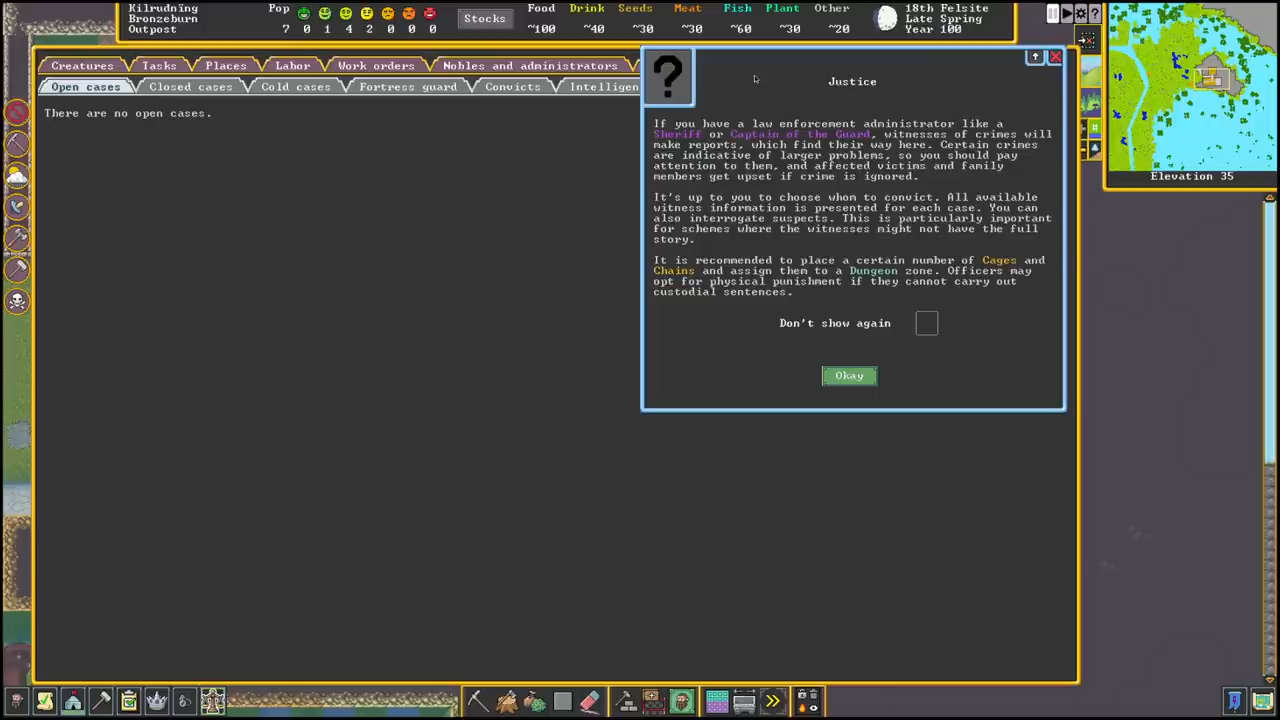 Kilrudning
Bronzeburn
Outpost
Pop
7 0 1 4 2 0 0 0
Stocks
Food Drink Seeds Meat Fish Plant Other
~100 ~40 ~30 ~30 ~60 ~30 ~20
18th Felsite
Late Spring
Year 100
Elevation 35
Creatures Tasks Places Labor Work orders Nobles and administrators
Open cases Closed cases Cold cases Fortress guard Convicts Intelligen
There are no open cases.
?
Justice
If you have a law enforcement administrator like a
Sheriff or Captain of the Guard, witnesses of crimes will
make reports, which find their way here. Certain crimes
are indicative of larger problems, so you should pay
attention to them, and affected victims and family
members get upset if crime is ignored.
It's up to you to choose whom to convict. All available
witness information is presented for each case. You can
also interrogate suspects. This is particularly important
for schemes where the witnesses might not have the full
story.
It is recommended to place a certain number of Cages and
Chains and assign them to a Dungeon zone. Officers may
opt for physical punishment if they cannot carry out
custodial sentences.
Don't show again
Okay